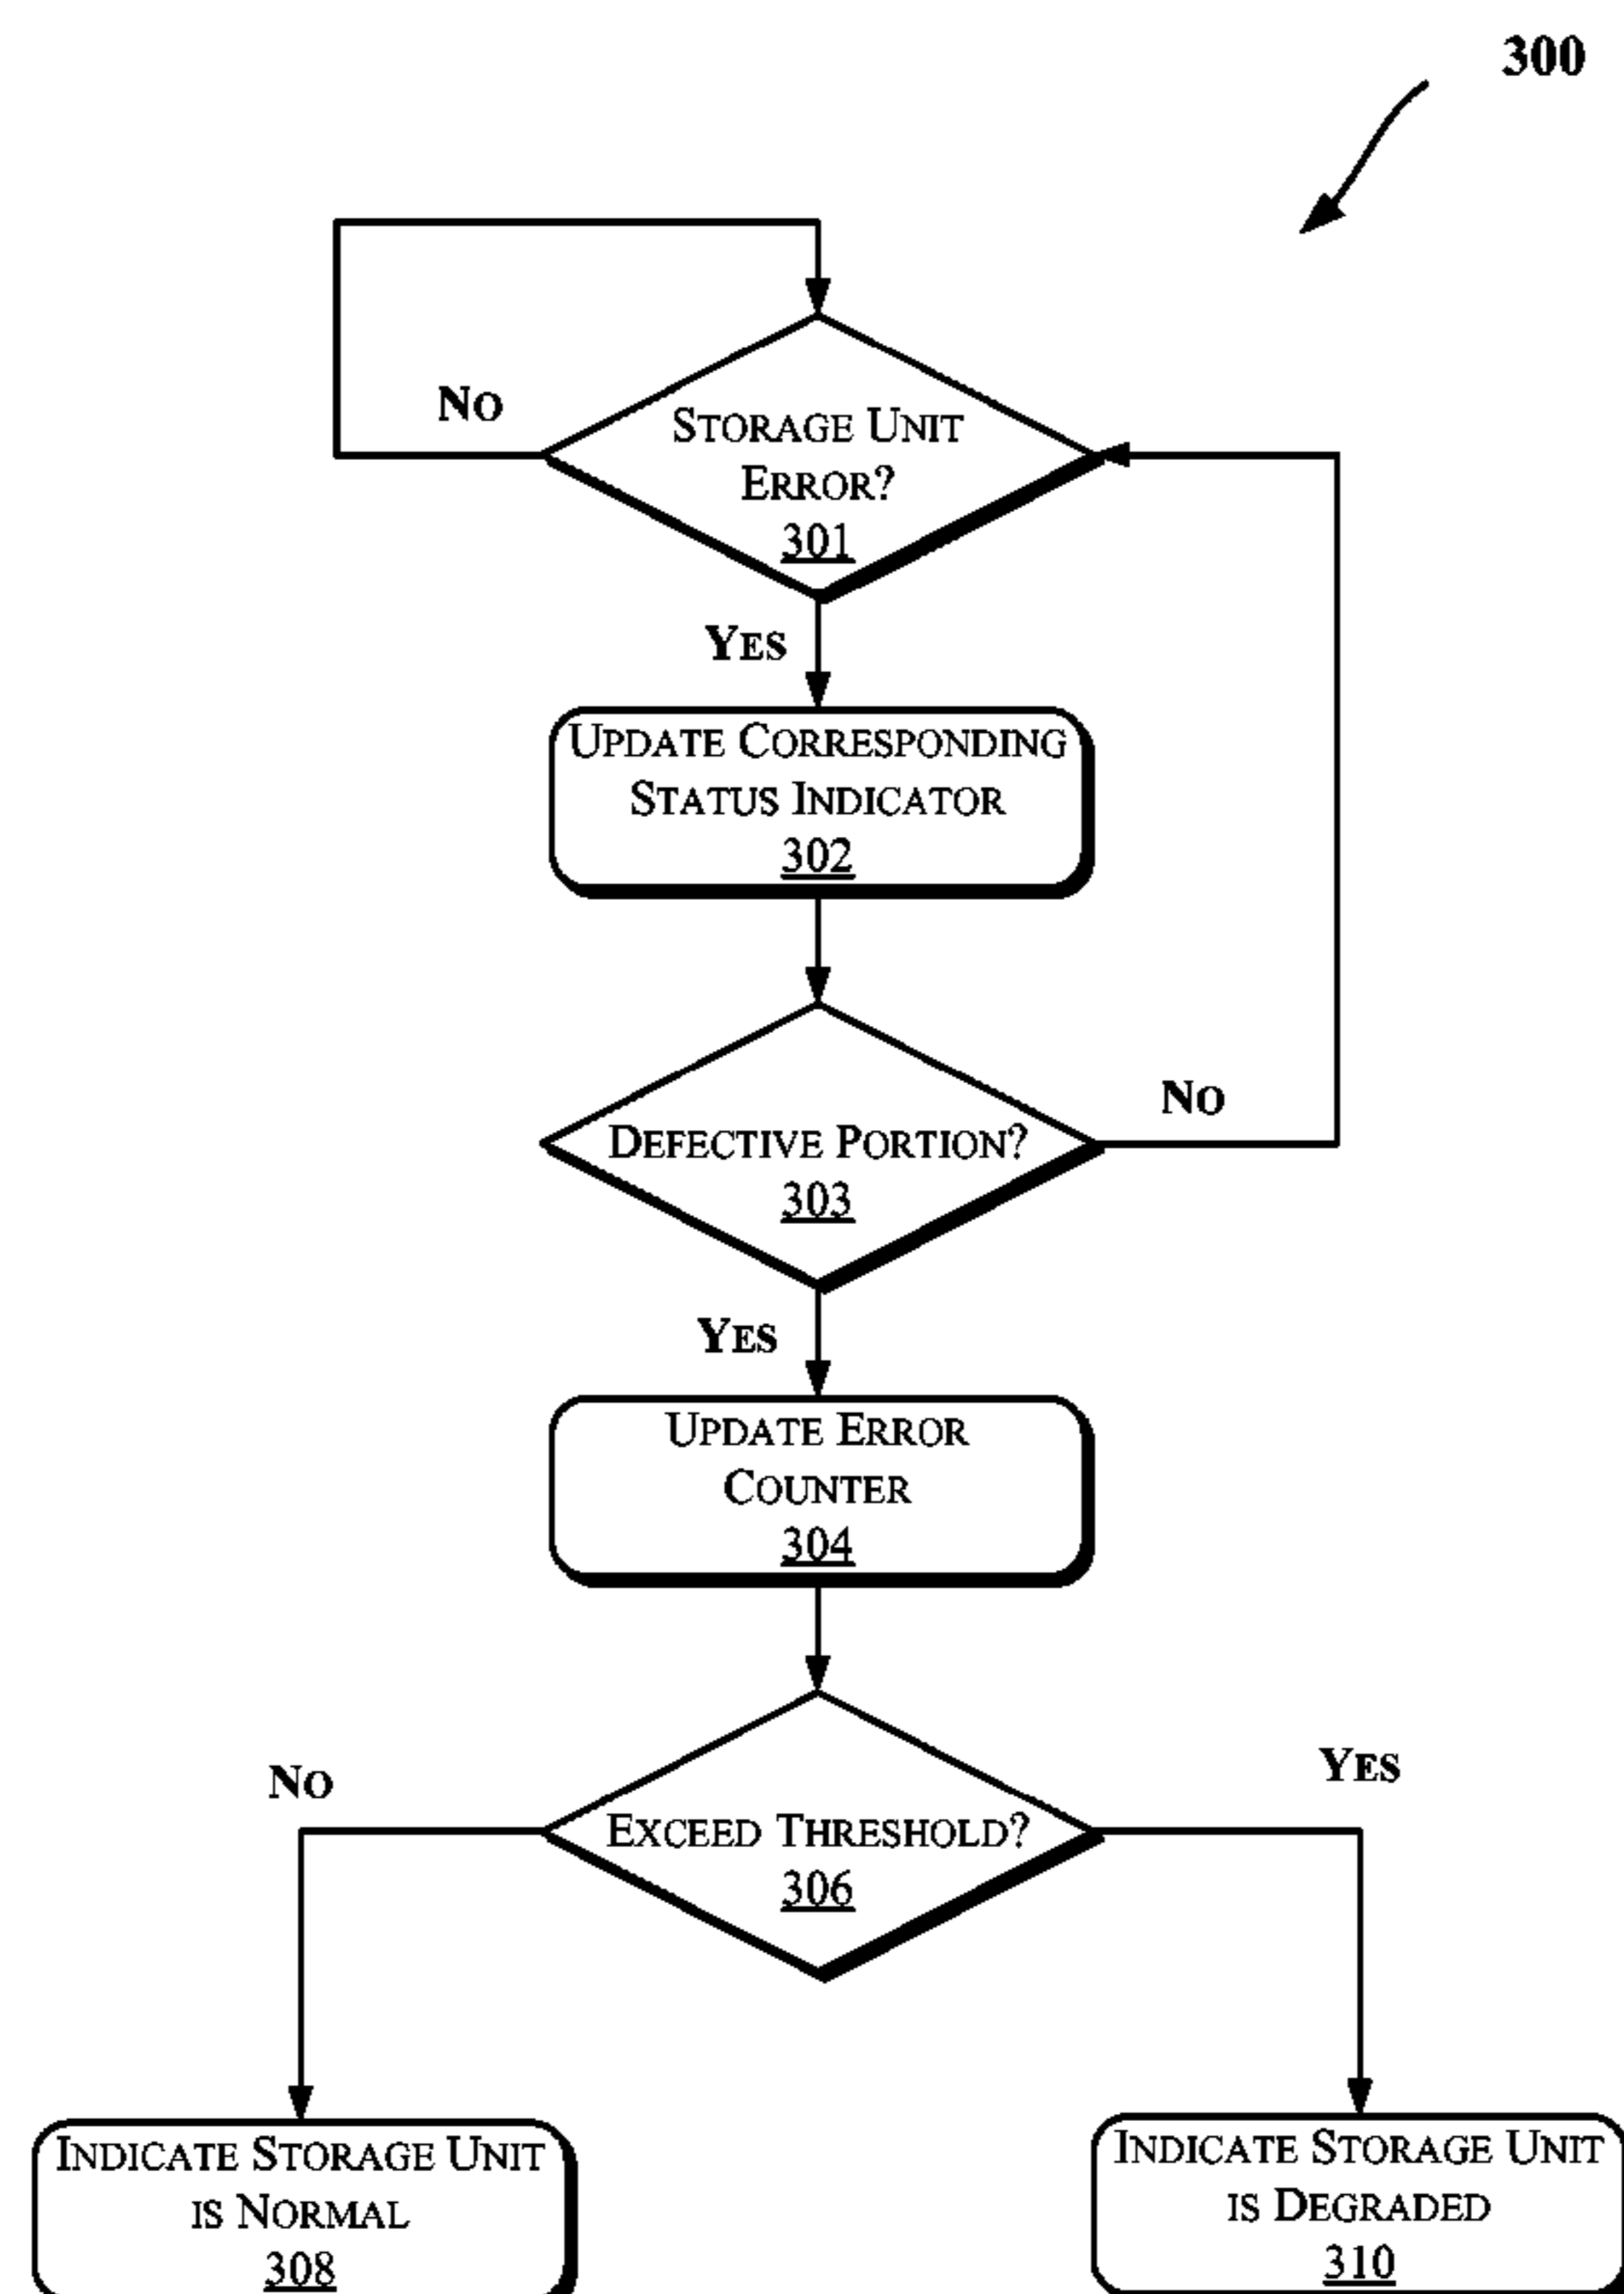 300
No
Storage Unit
Error?
301
Yes
Update Corresponding
Status Indicator
302
Defective Portion?
303
No
Yes
Update Error
Counter
304
Exceed Threshold?
306
No
Yes
Indicate Storage Unit
is Normal
308
Indicate Storage Unit
is Degraded
310